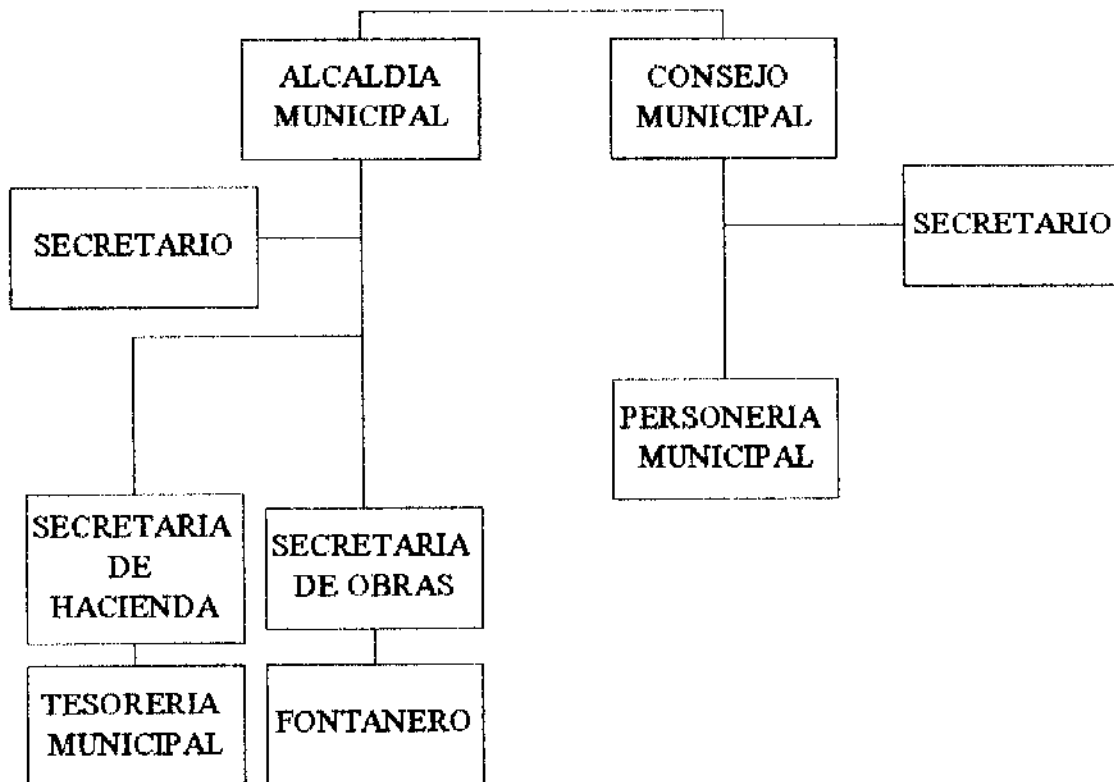 ALCALDIA
MUNICIPAL
CONSEJO
MUNICIPAL
SECRETARIO
SECRETARIO
PERSONERIA
MUNICIPAL
SECRETARIA
DE
HACIENDA
SECRETARIA
DE OBRAS
TESORERIA
MUNICIPAL
FONTANERO